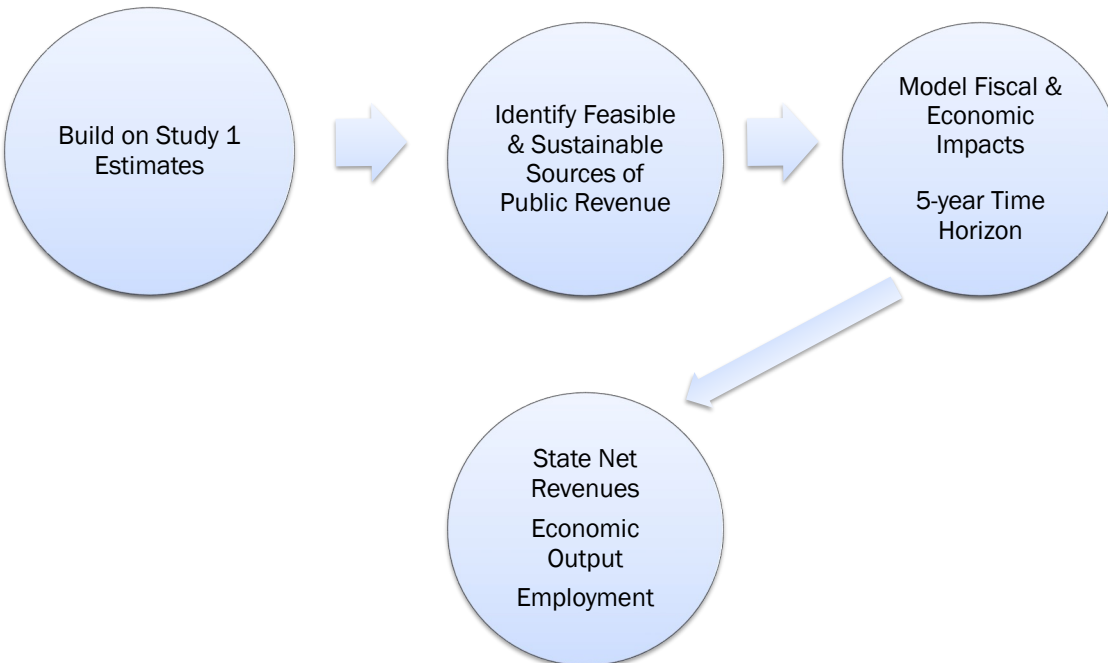 Build on Study 1
Estimates
Identify Feasible
& Sustainable
Sources of
Public Revenue
Model Fiscal &
Economic
Impacts
5-year Time
Horizon
State Net
Revenues
Economic
Output
Employment